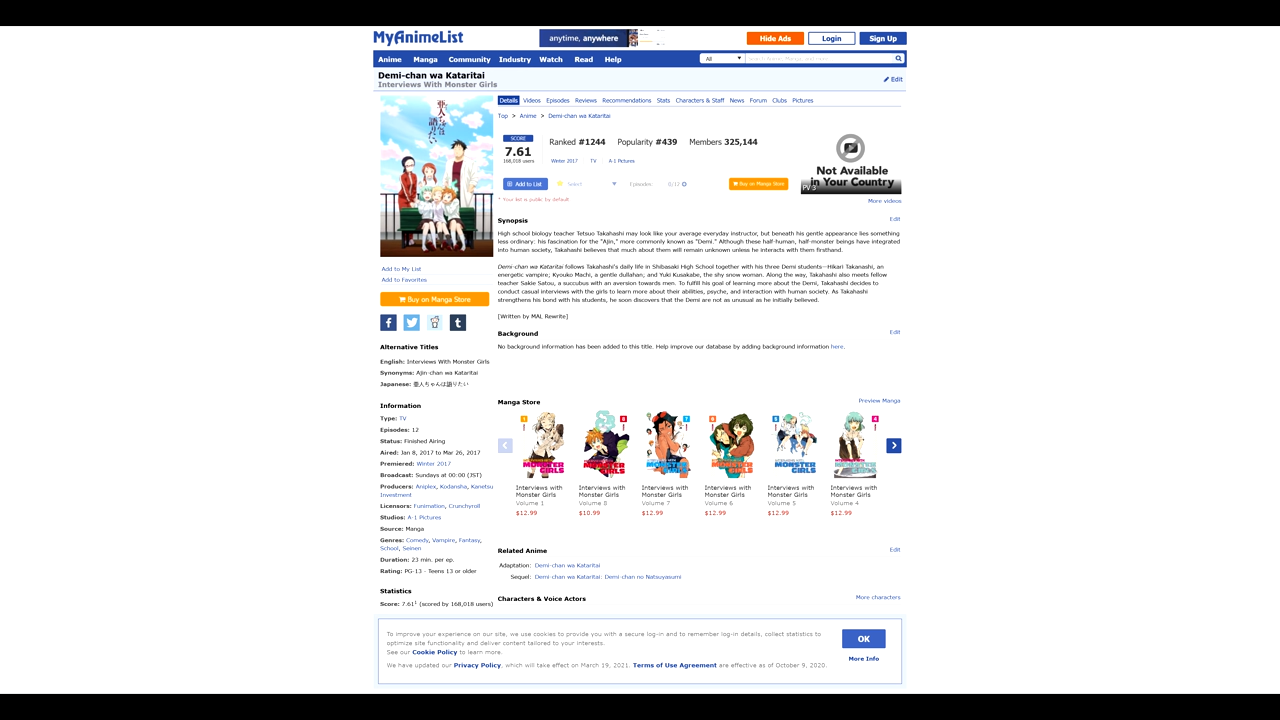 MyAnimeList
anytime, anywhere
Hide Ads
Login
Sign Up
Anime Manga Community Industry Watch Read Help
All
Demi-chan wa Kataritai
Interviews With Monster Girls
Edit
Details Videos Episodes Reviews Recommendations Stats Characters & Staff News Forum Clubs Pictures
Top > Anime > Demi-chan wa Kataritai
SCORE
7.61
168,018 users
Ranked #1244 Popularity #439 Members 325,144
Winter 2017 TV A-1 Pictures
Not Available in Your Country
PV 3
Add to List
Select
Episodes:
Buy on Manga Store
* Your list is public by default.
More videos
Synopsis
Edit
High school biology teacher Tetsuo Takahashi may look like your average everyday instructor, but beneath his gentle appearance lies something
less ordinary: his fascination for the "Ajin," more commonly known as "Demi." Although these half-human, half-monster beings have integrated
into human society, Takahashi believes that much about them will remain unknown unless he interacts with them firsthand.
Demi-chan wa Kataritai follows Takahashi's daily life in Shibasaki High School together with his three Demi students—Hikari Takanashi, an
energetic vampire; Kyouko Machi, a gentle dullahan; and Yuki Kusakabe, the shy snow woman. Along the way, Takahashi also meets fellow
teacher Sakie Satou, a succubus with an aversion towards men. To fulfill his goal of learning more about the Demi, Takahashi decides to
conduct casual interviews with the girls to learn more about their abilities, psyche, and interaction with human society. As Takahashi
strengthens his bond with his students, he soon discovers that the Demi are not as unusual as he initially believed.
[Written by MAL Rewrite]
Background
Edit
No background information has been added to this title. Help improve our database by adding background information here.
亜人ちゃんは語りたい
Add to My List
Add to Favorites
Buy on Manga Store
Alternative Titles
English: Interviews With Monster Girls
Synonyms: Ajin-chan wa Kataritai
Japanese: 亜人ちゃんは語りたい
Information
Type: TV
Episodes: 12
Status: Finished Airing
Aired: Jan 8, 2017 to Mar 26, 2017
Premiered: Winter 2017
Broadcast: Sundays at 00:00 (JST)
Producers: Aniplex, Kodansha, Kanetsu
Investment
Licensors: Funimation, Crunchyroll
Studios: A-1 Pictures
Source: Manga
Genres: Comedy, Vampire, Fantasy,
School, Seinen
Duration: 23 min. per ep.
Rating: PG-13 - Teens 13 or older
Statistics
Score: 7.61¹ (scored by 168,018 users)
Manga Store
Preview Manga
Interviews with Monster Girls
Volume 1
$12.99
Interviews with Monster Girls
Volume 8
$10.99
Interviews with Monster Girls
Volume 7
$12.99
Interviews with Monster Girls
Volume 6
$12.99
Interviews with Monster Girls
Volume 5
$12.99
Interviews with Monster Girls
Volume 4
$12.99
Related Anime
Edit
Adaptation: Demi-chan wa Kataritai
Sequel: Demi-chan wa Kataritai: Demi-chan no Natsuyasumi
Characters & Voice Actors
More characters
To improve your experience on our site, we use cookies to provide you with a secure log-in and to remember log-in details, collect statistics to
optimize site functionality and deliver content tailored to your interests.
See our Cookie Policy to learn more.
We have updated our Privacy Policy, which will take effect on March 19, 2021. Terms of Use Agreement are effective as of October 9, 2020.
OK
More Info